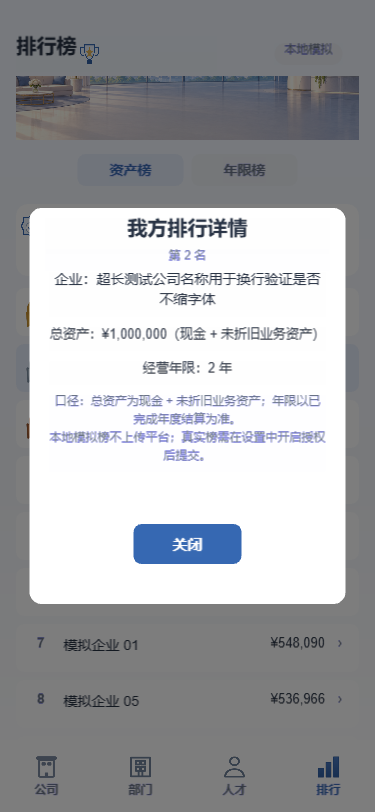 排行榜
本地模拟
资产榜
年限榜
我方排行详情
第 2 名
企业：超长测试公司名称用于换行验证是否
不缩字体
总资产：¥1,000,000（现金 + 未折旧业务资产）
经营年限：2 年
口径：总资产为现金 + 未折旧业务资产；年限以已
完成年度结算为准。
本地模拟榜不上传平台；真实榜需在设置中开启授权
后提交。
关闭
7 模拟企业 01 ¥548,090 ›
8 模拟企业 05 ¥536,966 ›
公司 部门 人才 排行